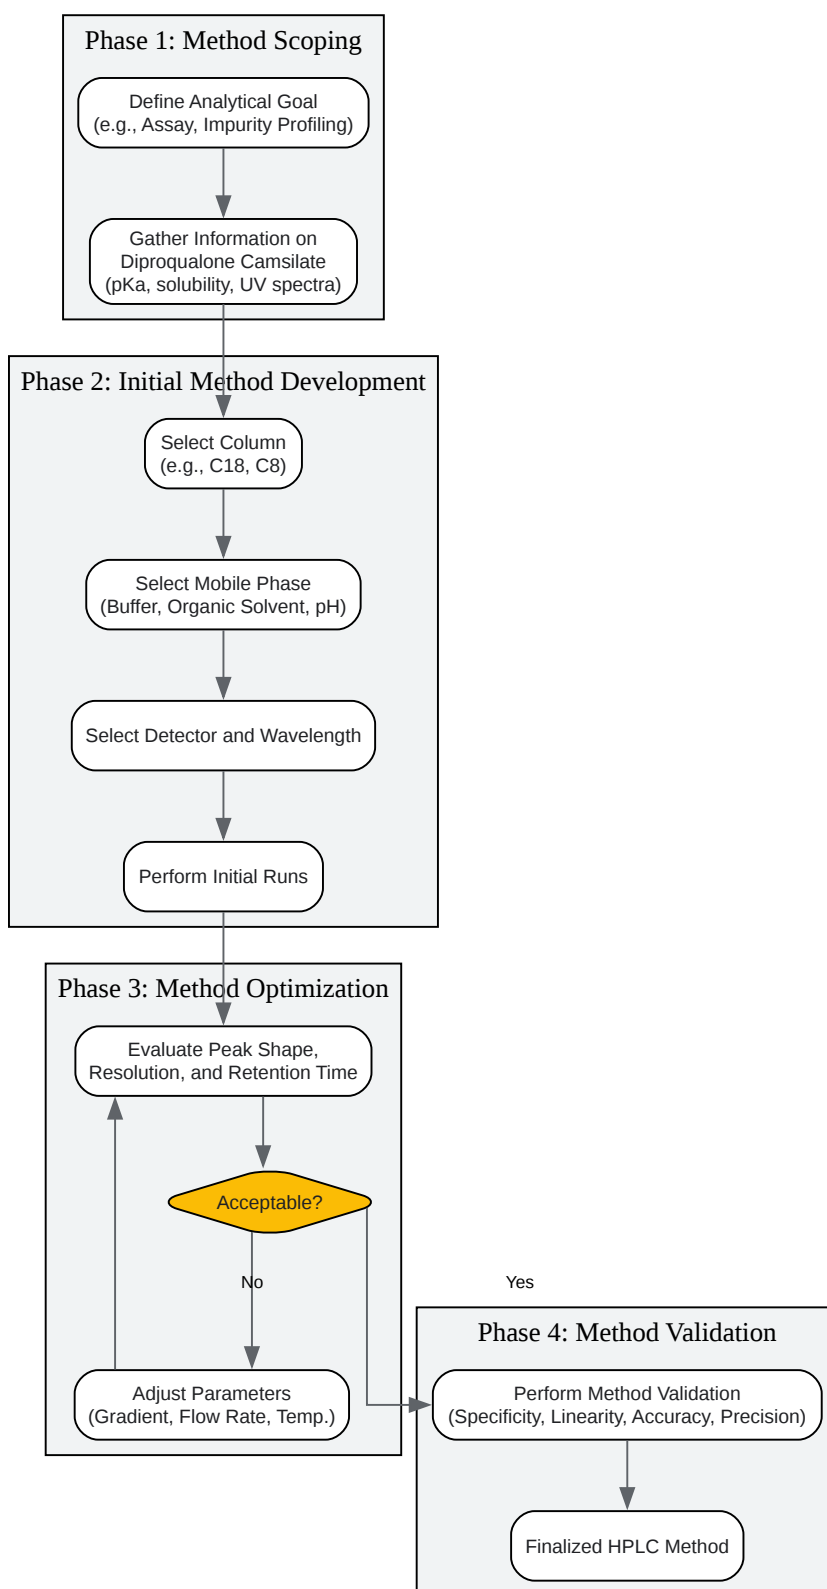 Phase 1: Method Scoping
Define Analytical Goal
(e.g., Assay, Impurity Profiling)
Gather Information on
Diproqualone Camsilate
(pKa, solubility, UV spectra)
Phase 2: Initial Method Development
Select Column
(e.g., C18, C8)
Select Mobile Phase
(Buffer, Organic Solvent, pH)
Select Detector and Wavelength
Perform Initial Runs
Phase 3: Method Optimization
Evaluate Peak Shape,
Resolution, and Retention Time
Acceptable?
No
Yes
Adjust Parameters
(Gradient, Flow Rate, Temp.)
Phase 4: Method Validation
Perform Method Validation
(Specificity, Linearity, Accuracy, Precision)
Finalized HPLC Method